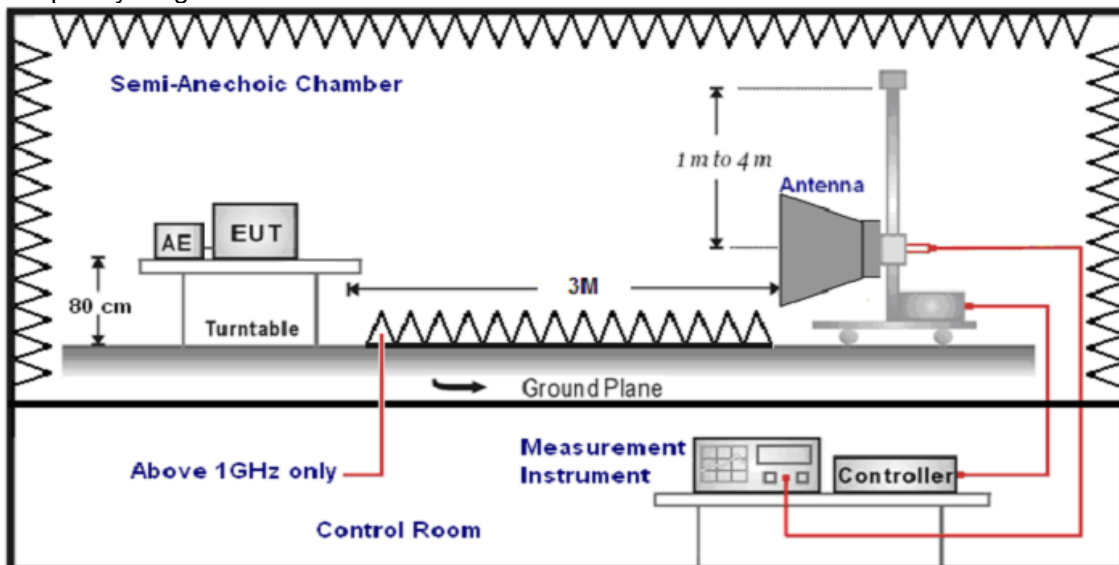 Semi-Anechoic Chamber
1 m to 4 m
Antenna
AE
EUT
80 cm
3M
Turntable
Ground Plane
Above 1GHz only
Measurement
Instrument
Controller
Control Room